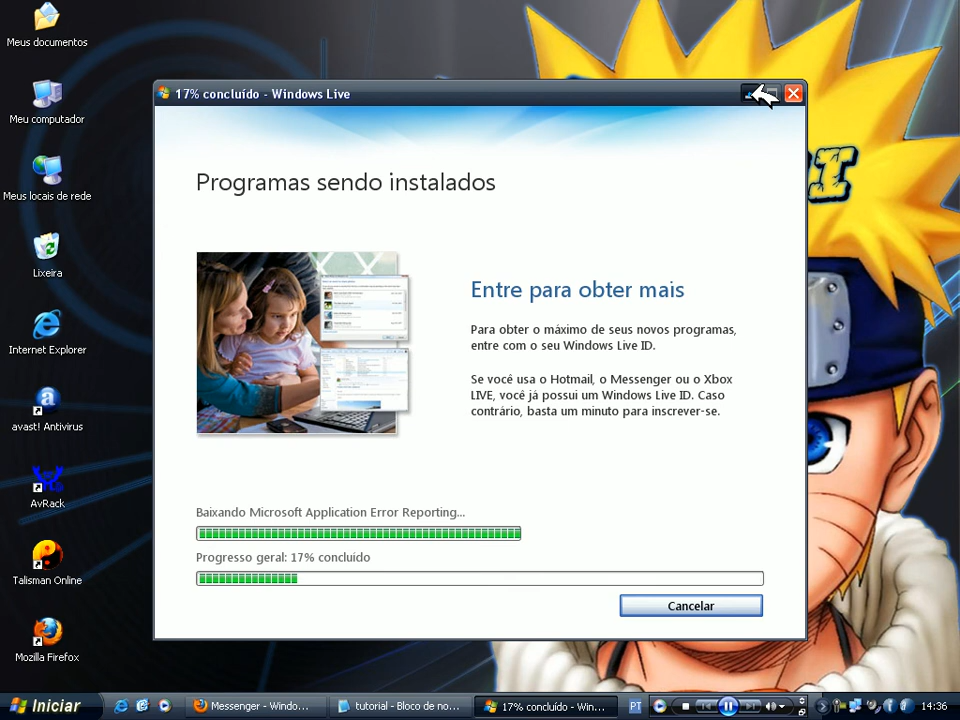 Meus documentos
Meu computador
Meus locais de rede
Lixeira
Internet Explorer
avast! Antivirus
AvRack
Talisman Online
Mozilla Firefox
17% concluído - Windows Live
Programas sendo instalados
Entre para obter mais
Para obter o máximo de seus novos programas,
entre com o seu Windows Live ID.
Se você usa o Hotmail, o Messenger ou o Xbox
LIVE, você já possui um Windows Live ID. Caso
contrário, basta um minuto para inscrever-se.
Baixando Microsoft Application Error Reporting...
Progresso geral: 17% concluído
Cancelar
Iniciar
Messenger - Windo...
tutorial - Bloco de no...
17% concluído - Win...
PT
14:36